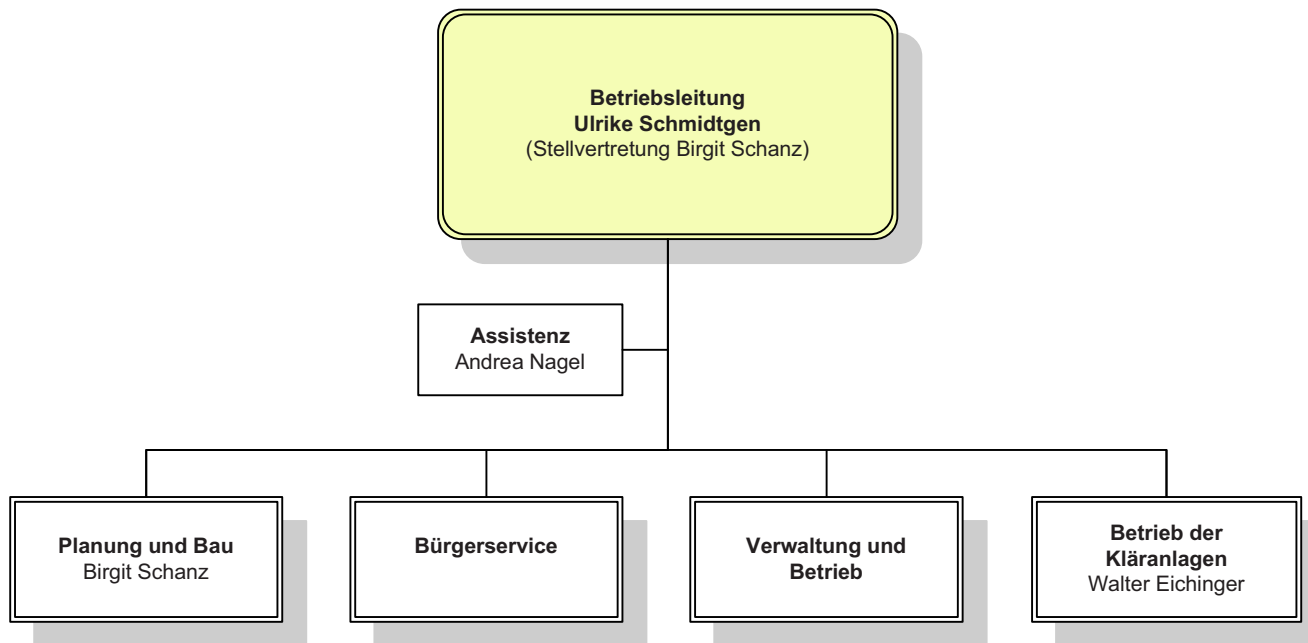 Betriebsleitung
Ulrike Schmidtgen
(Stellvertretung Birgit Schanz)
Assistenz
Andrea Nagel
Planung und Bau
Birgit Schanz
Bürgerservice
Verwaltung und
Betrieb
Betrieb der
Kläranlagen
Walter Eichinger